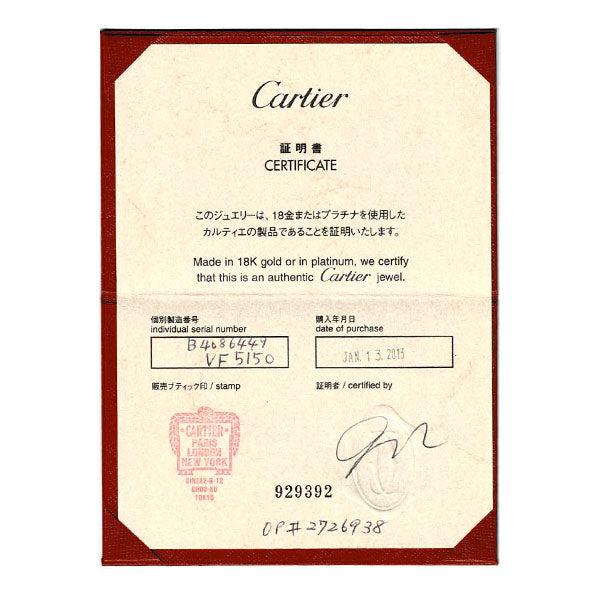 Cartier
証明書
CERTIFICATE
このジュエリーは、18金またはプラチナを使用した
カルティエの製品であることを証明いたします。
Made in 18K gold or in platinum, we certify
that this is an authentic Cartier jewel.
個別製造番号
individual serial number
B4086449
VF5150
購入年月日
date of purchase
JAN. 13. 2013
販売ブティック印 / stamp
証明者 / certified by
CARTIER
PARIS
LONDON
NEW YORK
GINZA2-6-12
CHUO-KU
TOKYO
929392
OP#2726938